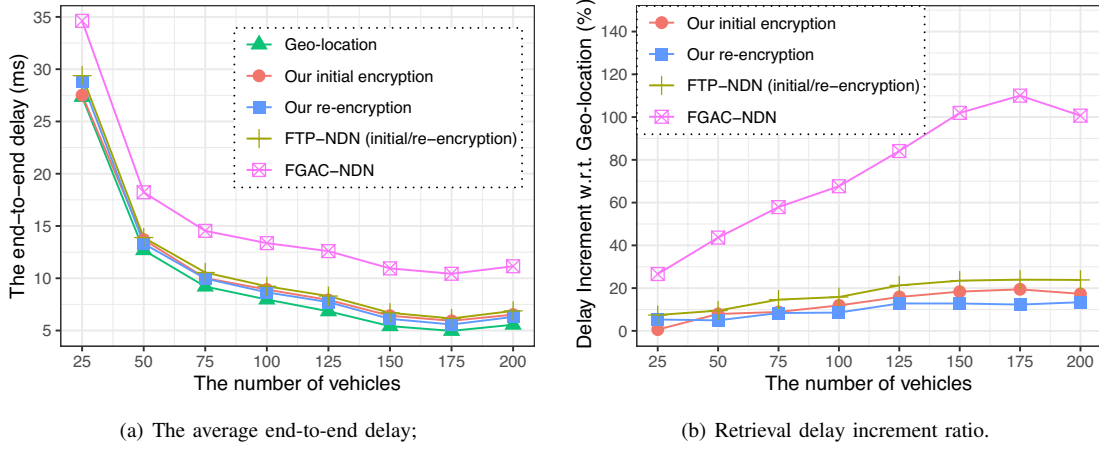 The end−to−end delay (ms)
35
30
25
20
15
10
5
Geo−location
Our initial encryption
Our re−encryption
FTP−NDN (initial/re−encryption)
FGAC−NDN
25 50 75 100 125 150 175 200
The number of vehicles
(a) The average end-to-end delay;
Delay Increment w.r.t. Geo−location (%)
140
120
100
80
60
40
20
0
Our initial encryption
Our re−encryption
FTP−NDN (initial/re−encryption)
FGAC−NDN
25 50 75 100 125 150 175 200
The number of vehicles
(b) Retrieval delay increment ratio.